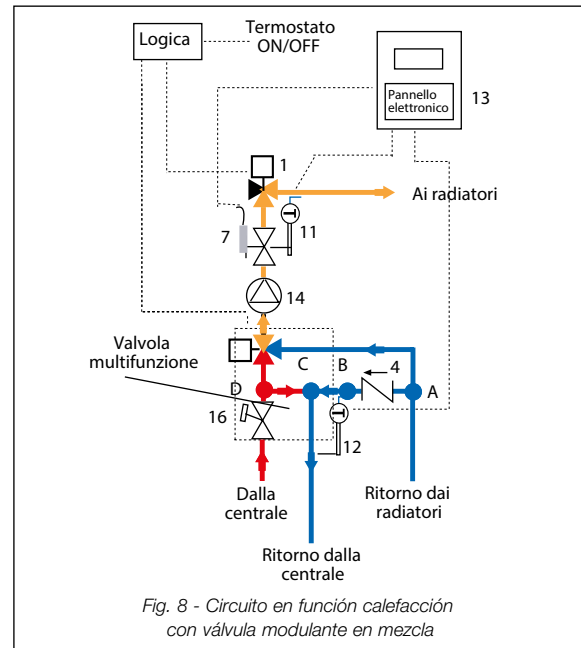 Logica
Termostato
ON/OFF
Pannello
elettronico
13
1
Ai radiatori
T
7
11
14
Valvola
multifunzione
C
B
4
D
A
16
T
12
Dalla
centrale
Ritorno dai
radiatori
Ritorno dalla
centrale
Fig. 8 - Circuito en función calefacción
con válvula modulante en mezcla